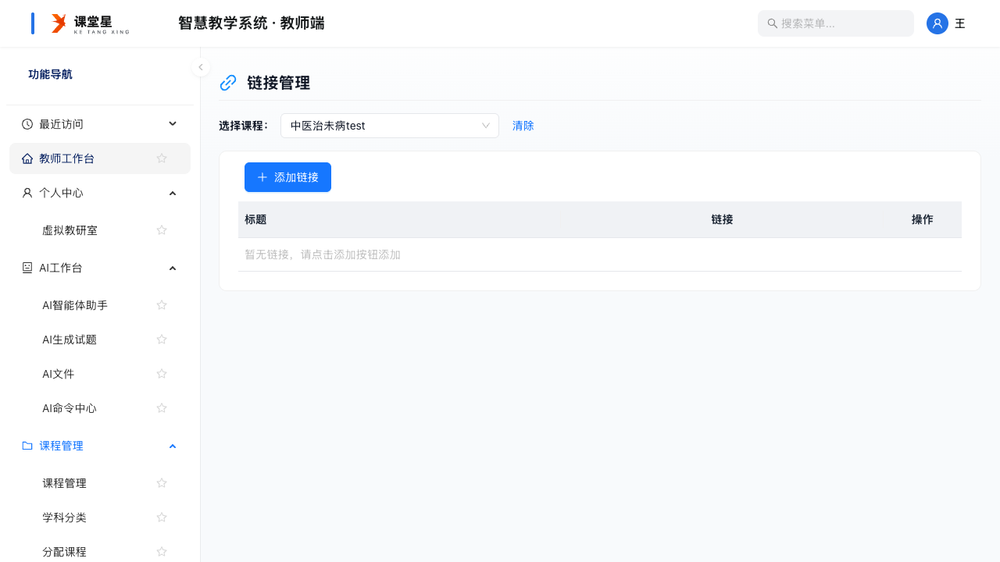 课堂星
KE TANG XING
智慧教学系统 · 教师端
搜索菜单...
王
功能导航
最近访问
教师工作台
个人中心
虚拟教研室
AI工作台
AI智能体助手
AI生成试题
AI文件
AI命令中心
课程管理
课程管理
学科分类
分配课程
链接管理
选择课程： 中医治未病test 清除
添加链接
标题 链接 操作
暂无链接，请点击添加按钮添加